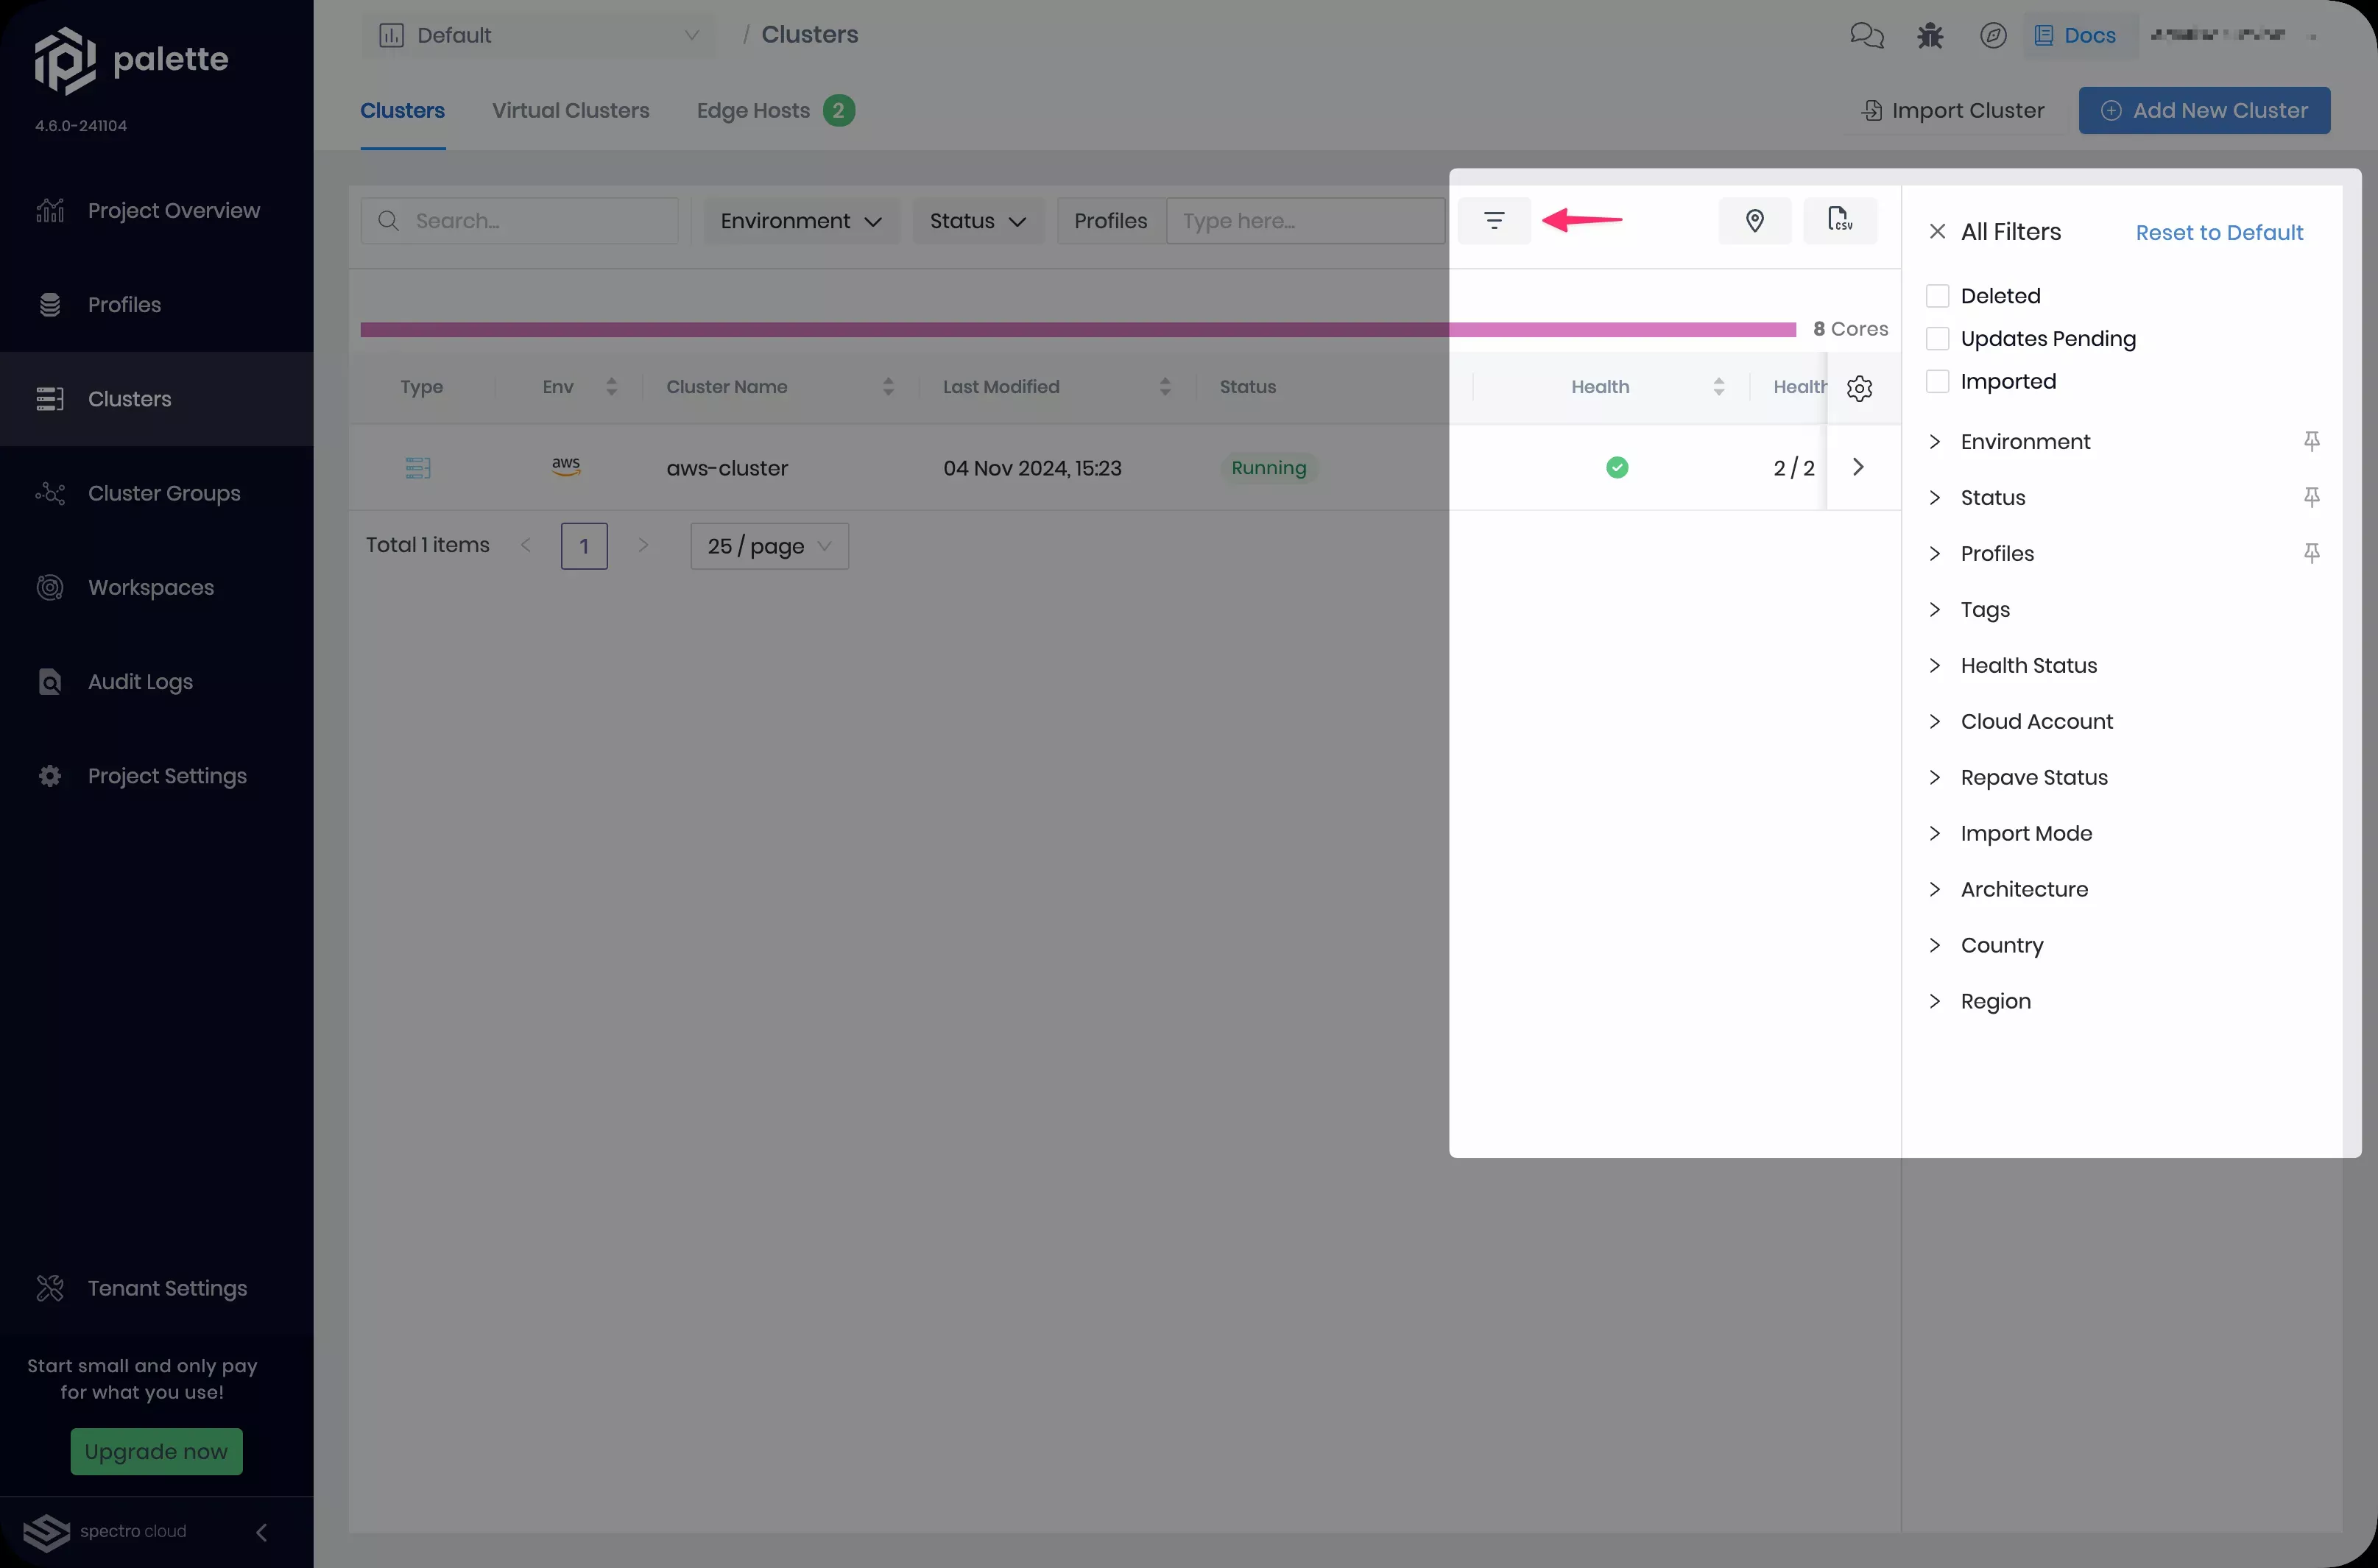 palette
4.6.0-241104
Project Overview
Profiles
Clusters
Cluster Groups
Workspaces
Audit Logs
Project Settings
Tenant Settings
Start small and only pay
for what you use!
Upgrade now
spectro cloud
Default / Clusters
Docs
Clusters Virtual Clusters Edge Hosts 2
Import Cluster
Add New Cluster
Search...
Environment
Status
Profiles
Type here...
CSV
8 Cores
Type Env Cluster Name Last Modified Status Health Health
aws aws-cluster 04 Nov 2024, 15:23 Running 2 / 2
Total 1 items 1 25 / page
All Filters Reset to Default
Deleted
Updates Pending
Imported
Environment
Status
Profiles
Tags
Health Status
Cloud Account
Repave Status
Import Mode
Architecture
Country
Region